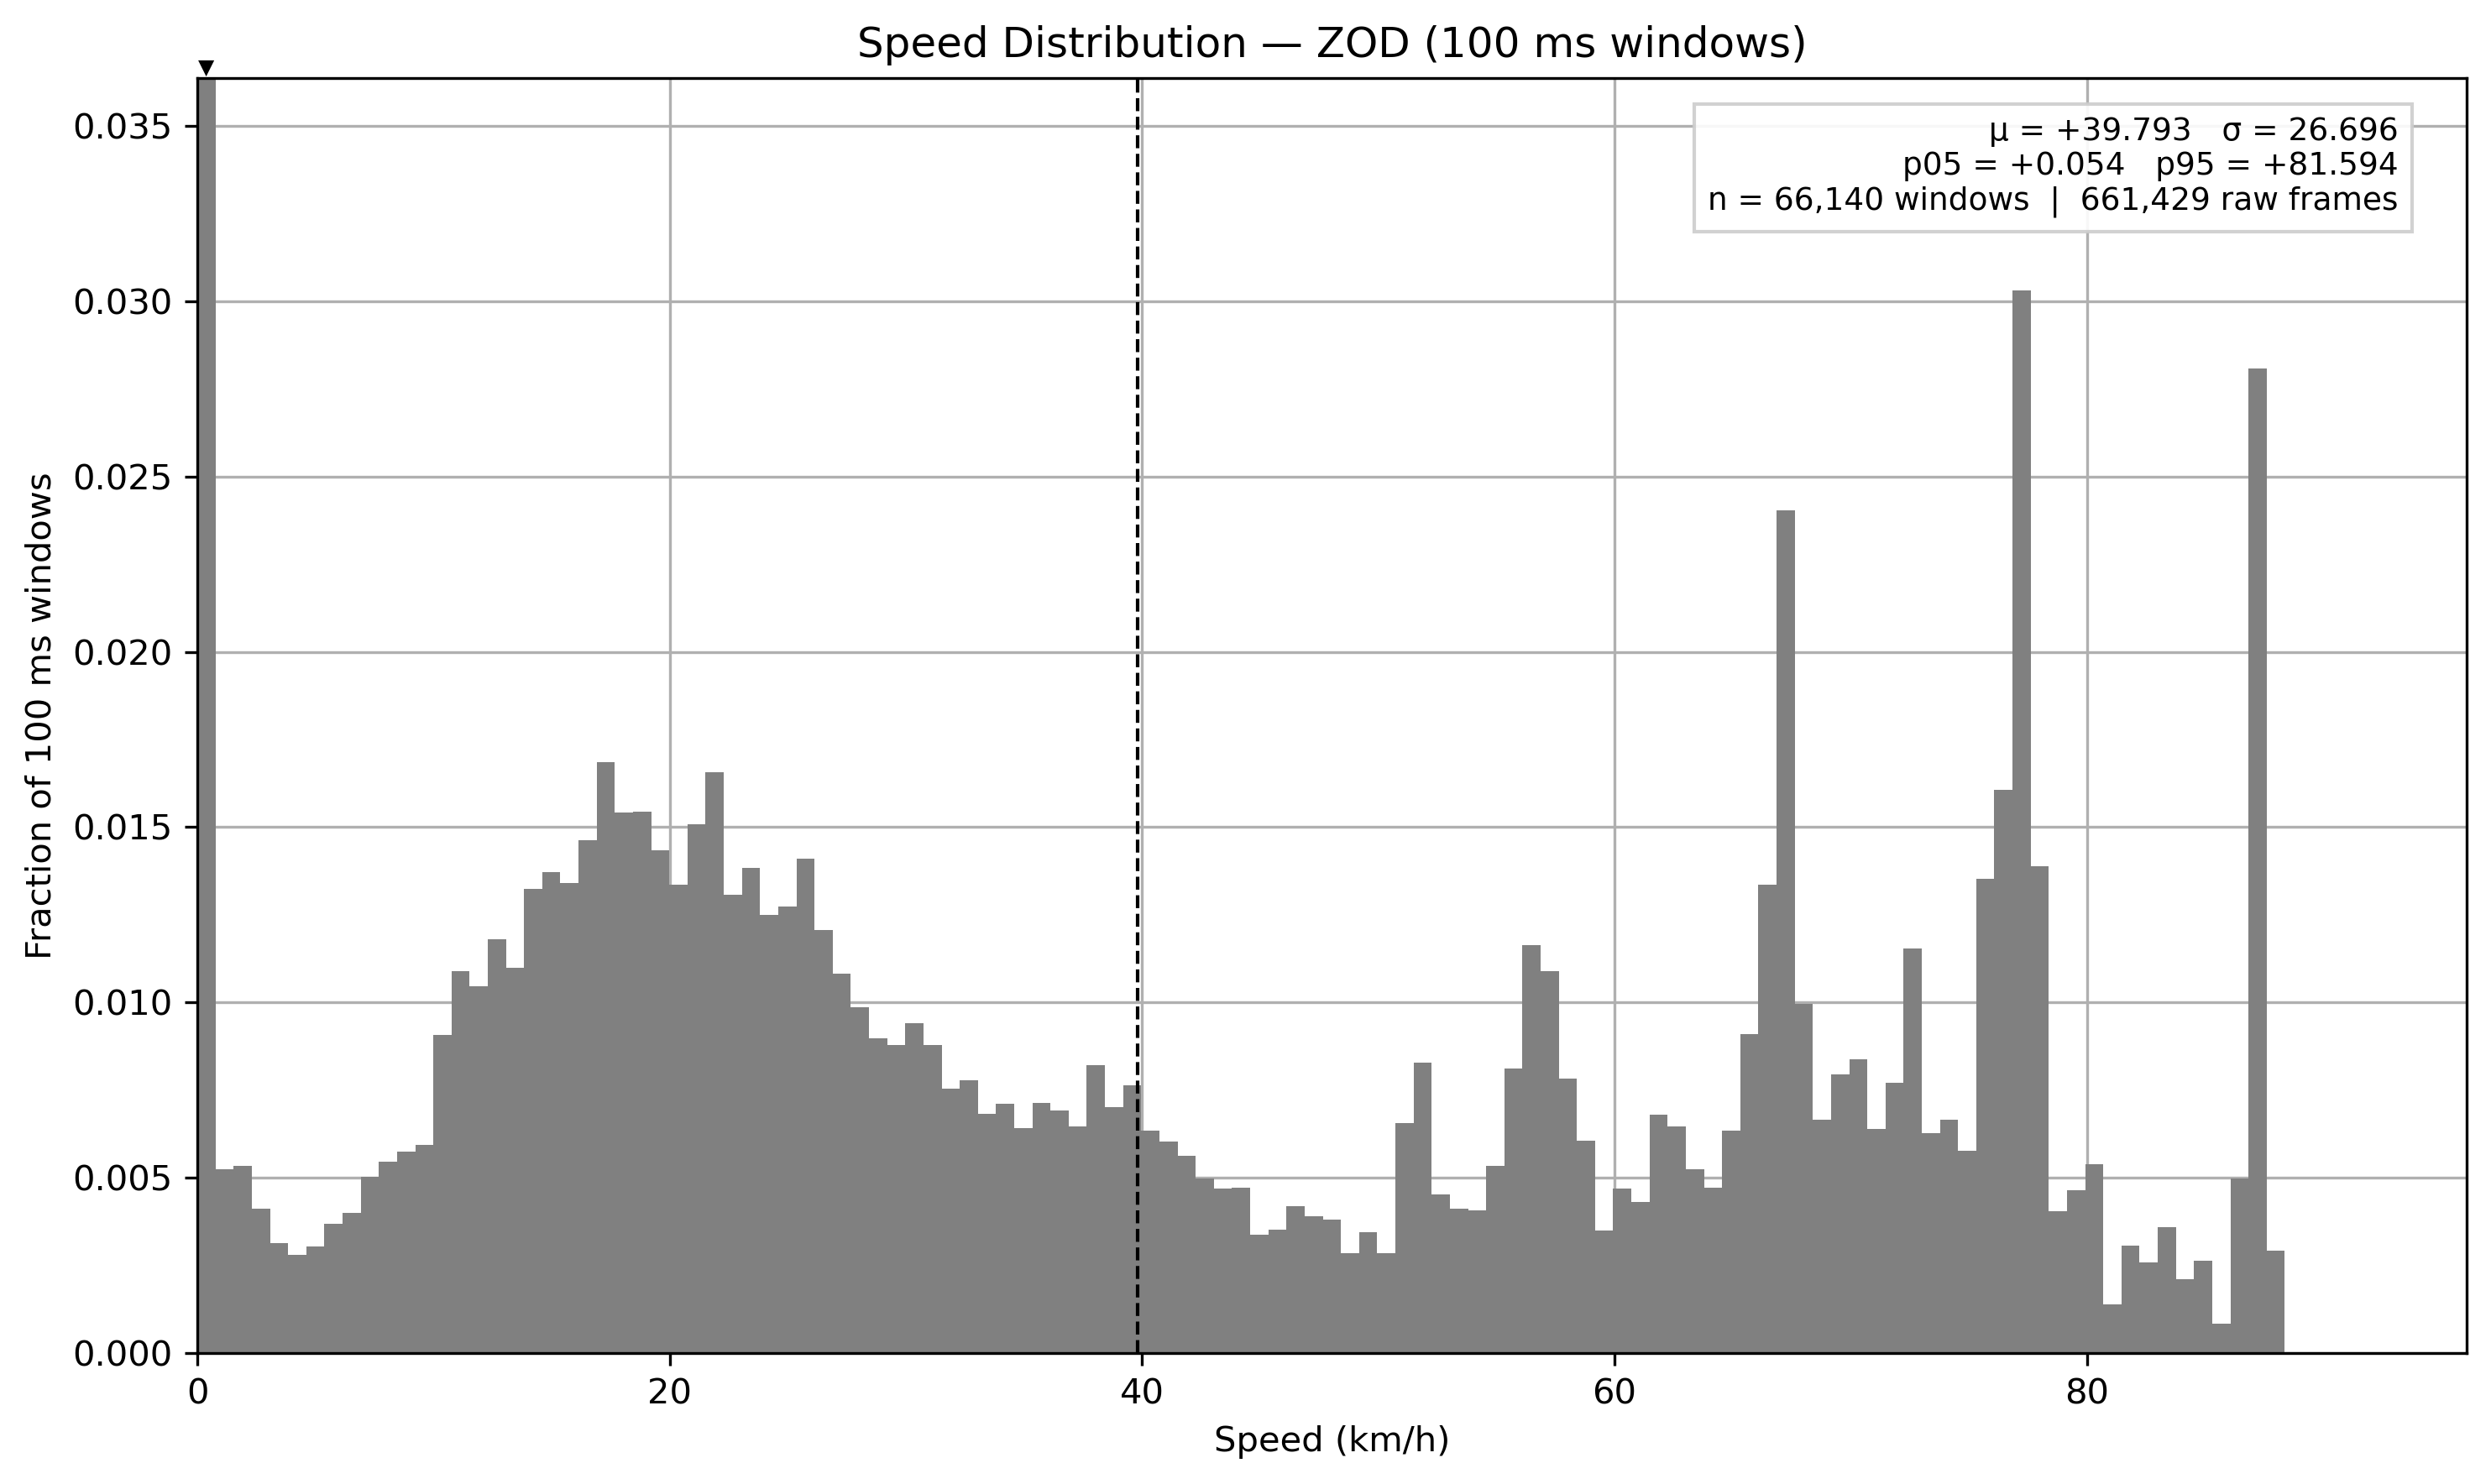 Speed Distribution — ZOD (100 ms windows)
μ = +39.793   σ = 26.696
p05 = +0.054   p95 = +81.594
n = 66,140 windows  |  661,429 raw frames
Fraction of 100 ms windows
0.035
0.030
0.025
0.020
0.015
0.010
0.005
0.000
0 20 40 60 80
Speed (km/h)